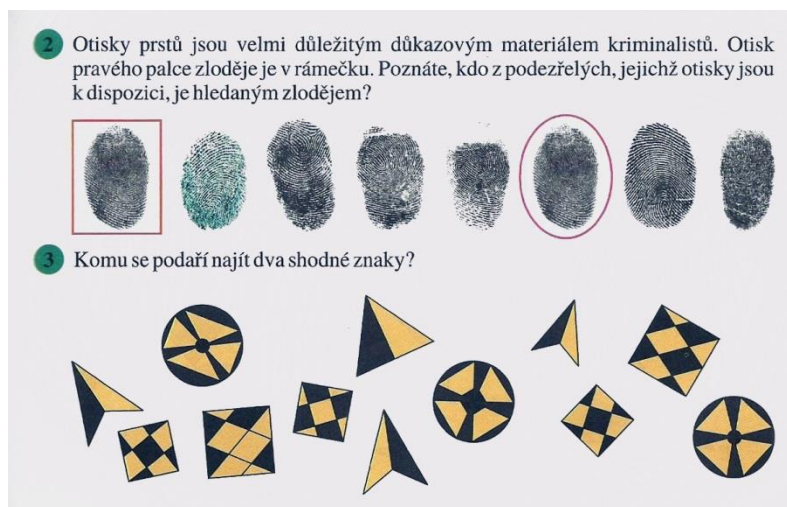 2 Otisky prstů jsou velmi důležitým důkazovým materiálem kriminalistů. Otisk
pravého palce zloděje je v rámečku. Poznáte, kdo z podezřelých, jejichž otisky jsou
k dispozici, je hledaným zlodějem?
3 Komu se podaří najít dva shodné znaky?